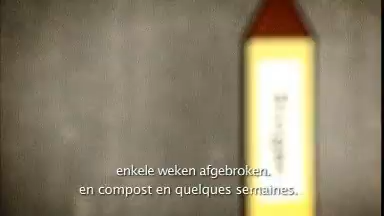 enkele weken afgebroken.
en compost en quelques semaines.